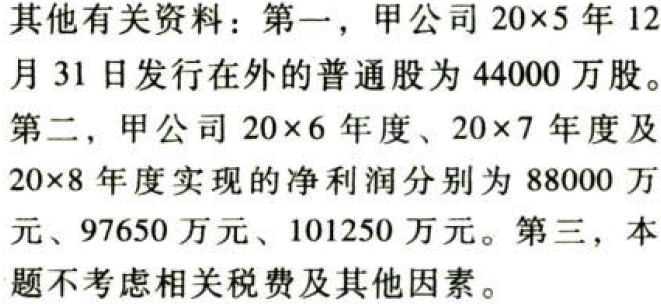 其他有关资料：第一，甲公司 20×5 年 12
月 31 日发行在外的普通股为 44000 万股。
第二，甲公司 20×6 年度、20×7 年度及
20×8 年度实现的净利润分别为 88000 万
元、97650 万元、101250 万元。第三，本
题不考虑相关税费及其他因素。